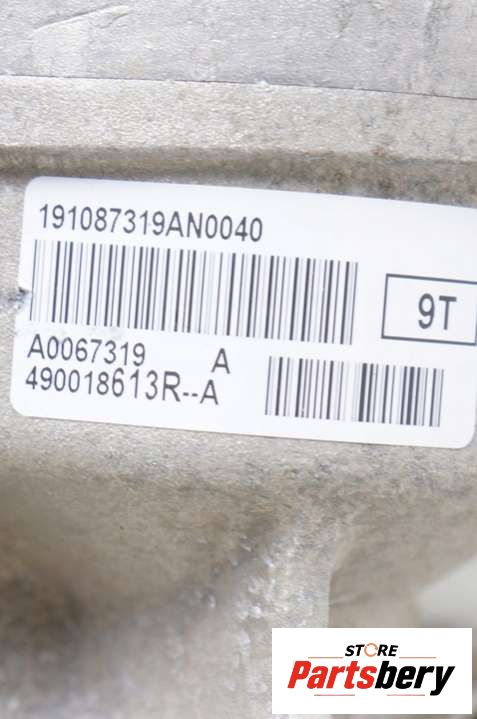 191087319AN0040
9T
A0067319 A
490018613R--A
STORE
Partsbery